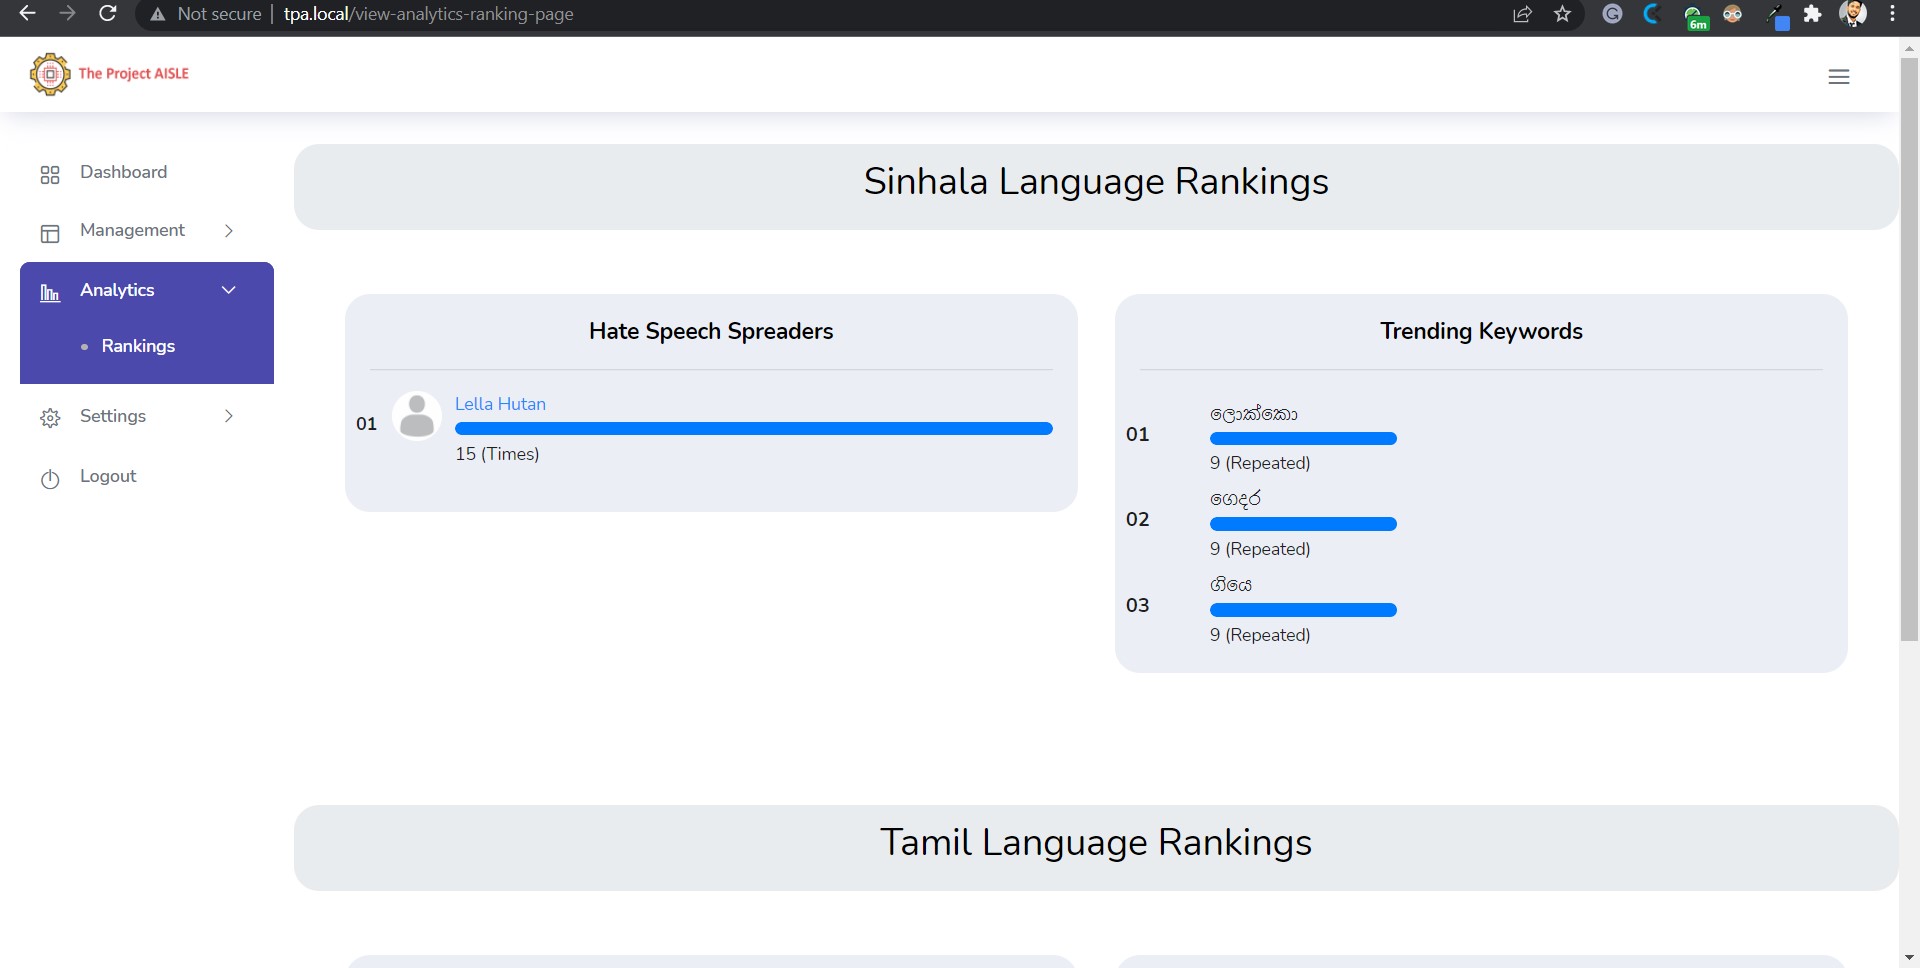 Not secure | tpa.local/view-analytics-ranking-page
6m
The Project AISLE
Dashboard
Management
Analytics
Rankings
Settings
Logout
Sinhala Language Rankings
Hate Speech Spreaders
01
Lella Hutan
15 (Times)
Trending Keywords
01
ලොක්කො
9 (Repeated)
02
ගෙදර
9 (Repeated)
03
ගියෙ
9 (Repeated)
Tamil Language Rankings